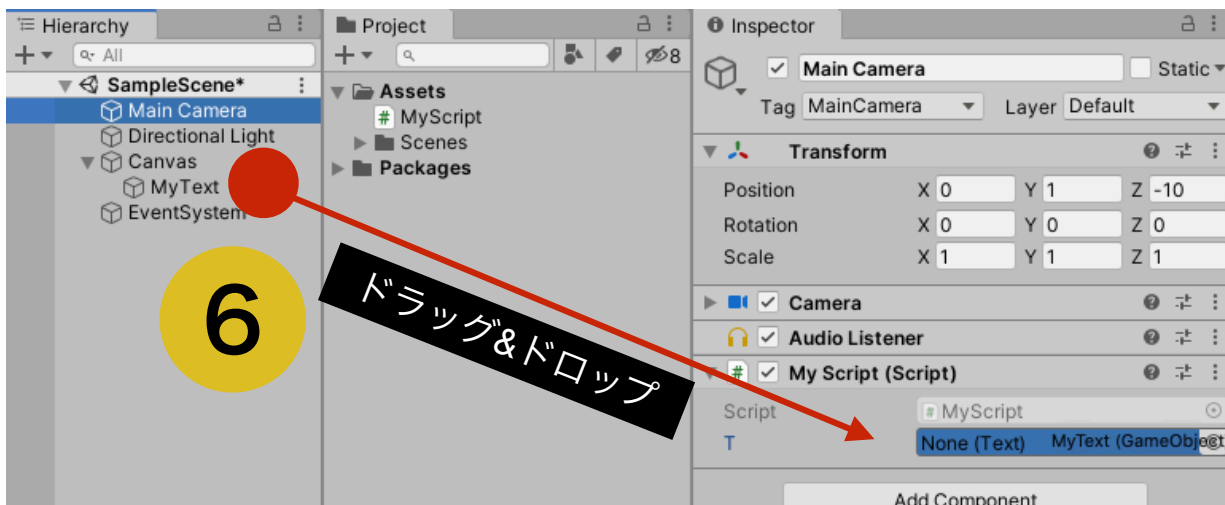 Hierarchy
All
SampleScene*
Main Camera
Directional Light
Canvas
MyText
EventSystem
6
ドラッグ&ドロップ
Project
8
Assets
# MyScript
Scenes
Packages
Inspector
Main Camera
Static
Tag MainCamera Layer Default
Transform
Position X 0 Y 1 Z -10
Rotation X 0 Y 0 Z 0
Scale X 1 Y 1 Z 1
Camera
Audio Listener
# My Script (Script)
Script # MyScript
T None (Text) MyText (GameObject
Add Component